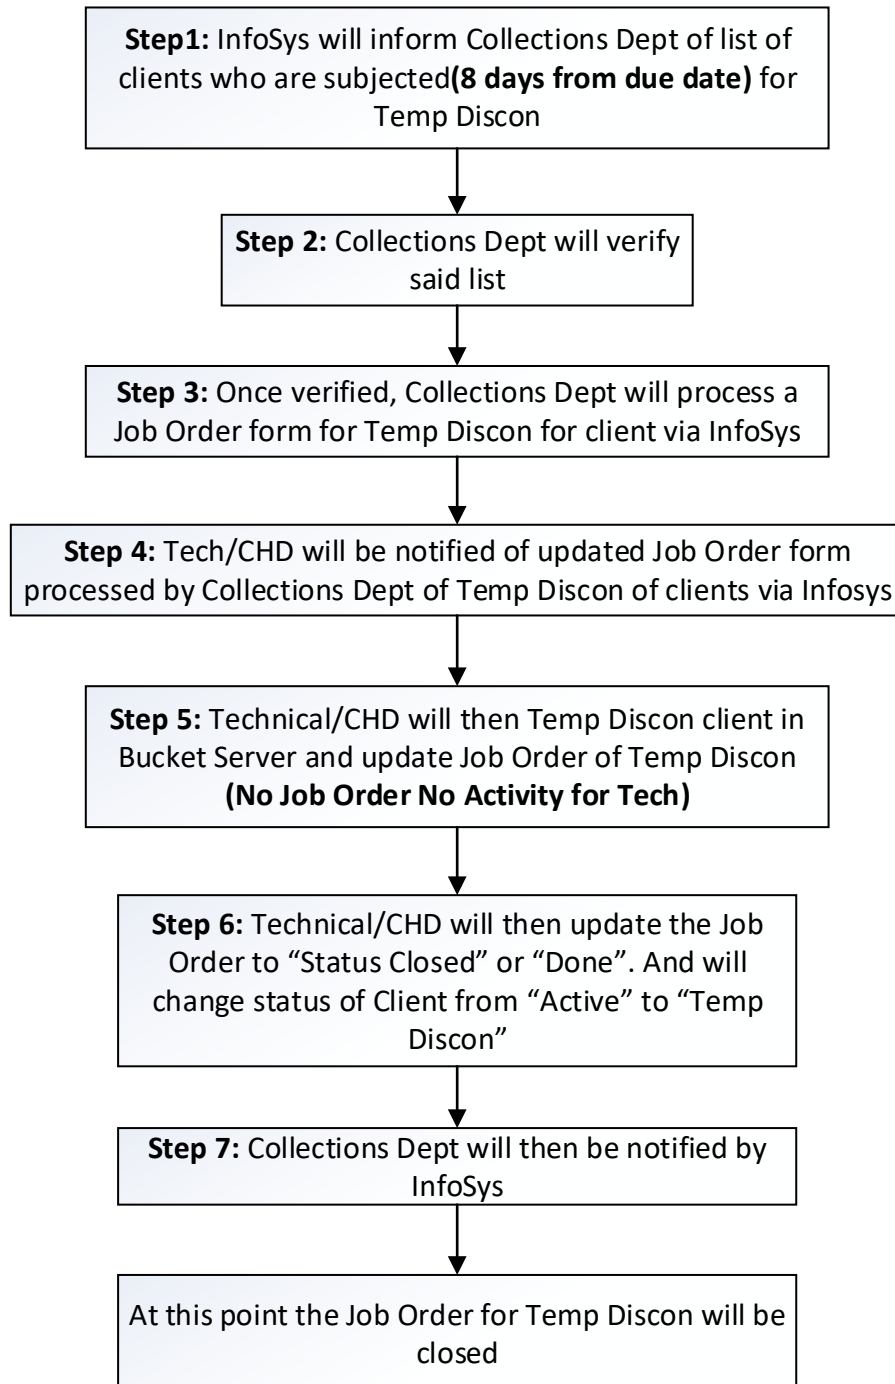 Step1: InfoSys will inform Collections Dept of list of
clients who are subjected(8 days from due date) for
Temp Discon
Step 2: Collections Dept will verify
said list
Step 3: Once verified, Collections Dept will process a
Job Order form for Temp Discon for client via InfoSys
Step 4: Tech/CHD will be notified of updated Job Order form
processed by Collections Dept of Temp Discon of clients via Infosys
Step 5: Technical/CHD will then Temp Discon client in
Bucket Server and update Job Order of Temp Discon
(No Job Order No Activity for Tech)
Step 6: Technical/CHD will then update the Job
Order to “Status Closed” or “Done”. And will
change status of Client from “Active” to “Temp
Discon”
Step 7: Collections Dept will then be notified by
InfoSys
At this point the Job Order for Temp Discon will be
closed